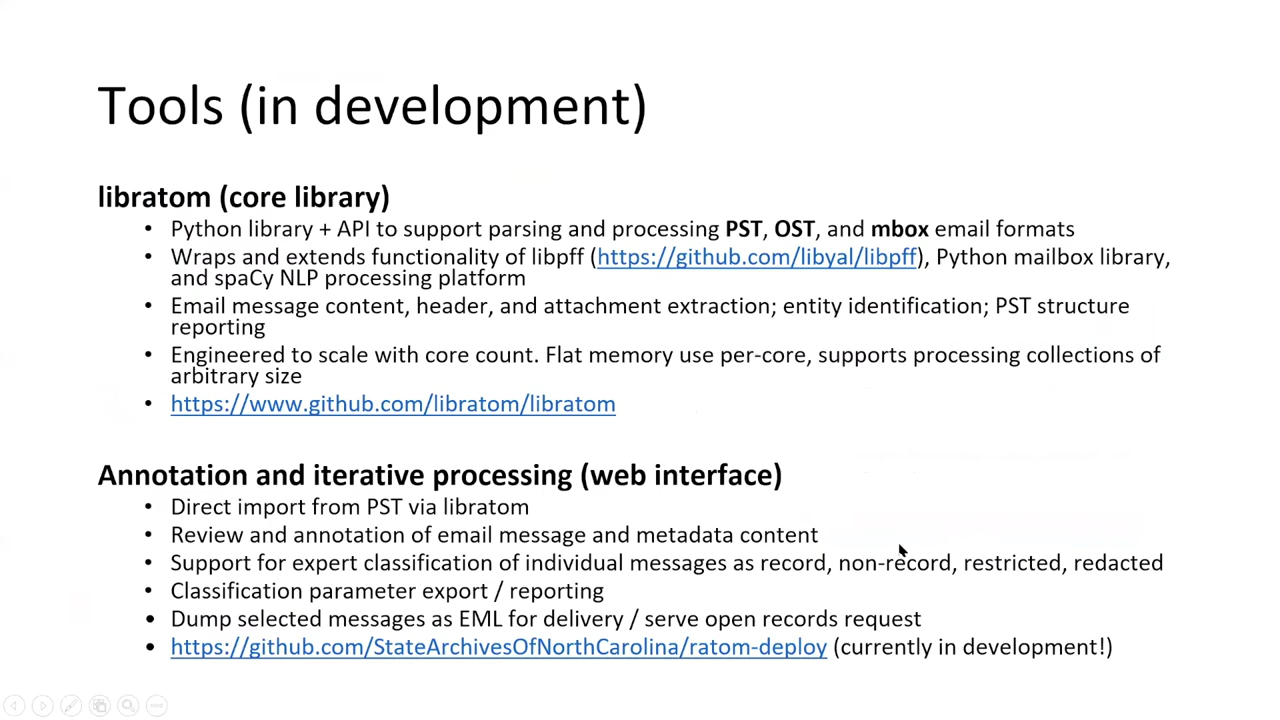 Tools (in development)
libratom (core library)
• Python library + API to support parsing and processing PST, OST, and mbox email formats
• Wraps and extends functionality of libpff (https://github.com/libyal/libpff), Python mailbox library,
and spaCy NLP processing platform
• Email message content, header, and attachment extraction; entity identification; PST structure
reporting
• Engineered to scale with core count. Flat memory use per-core, supports processing collections of
arbitrary size
• https://www.github.com/libratom/libratom
Annotation and iterative processing (web interface)
• Direct import from PST via libratom
• Review and annotation of email message and metadata content
• Support for expert classification of individual messages as record, non-record, restricted, redacted
• Classification parameter export / reporting
• Dump selected messages as EML for delivery / serve open records request
• https://github.com/StateArchivesOfNorthCarolina/ratom-deploy (currently in development!)